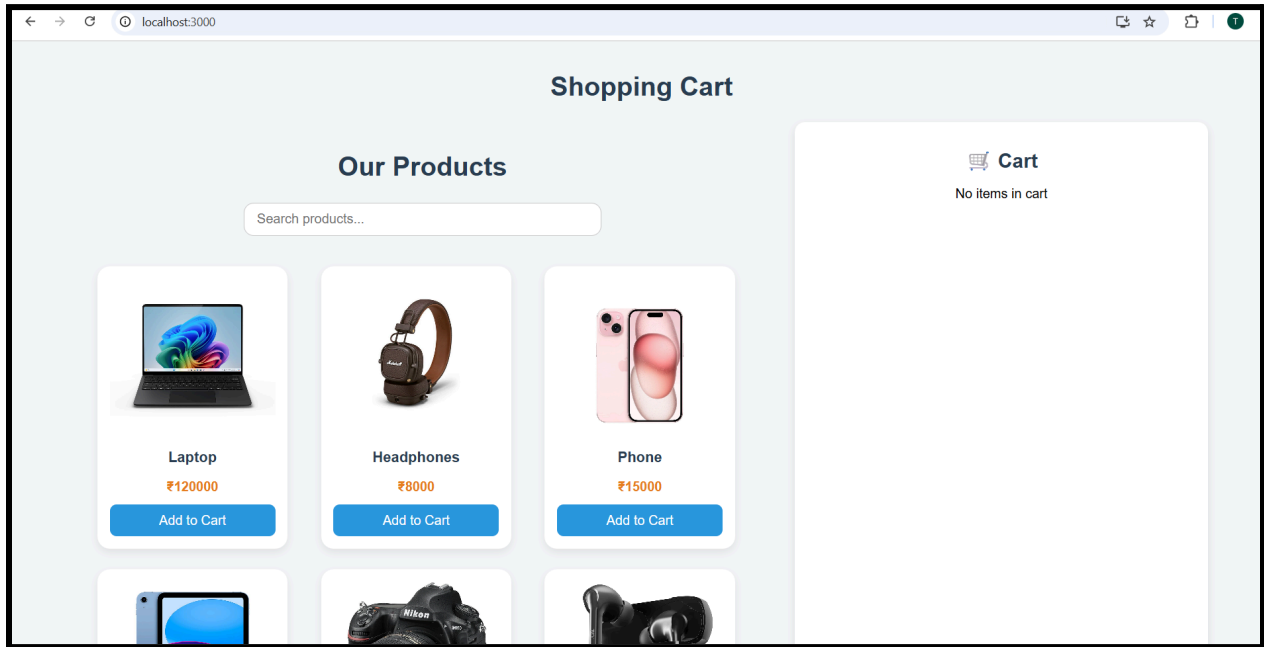 localhost:3000
T
Shopping Cart
Our Products
Search products...
Laptop
₹120000
Add to Cart
Headphones
₹8000
Add to Cart
Phone
₹15000
Add to Cart
Nikon
🛒 Cart
No items in cart